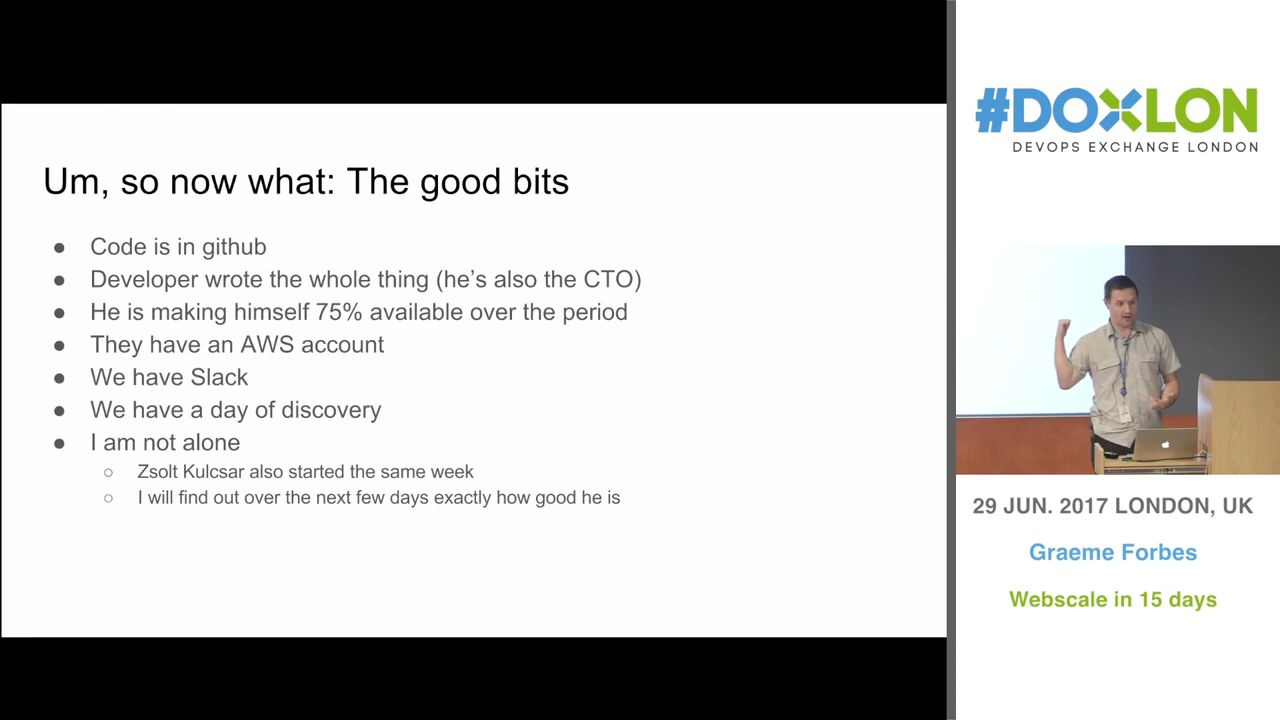 Um, so now what: The good bits
● Code is in github
● Developer wrote the whole thing (he's also the CTO)
● He is making himself 75% available over the period
● They have an AWS account
● We have Slack
● We have a day of discovery
● I am not alone
○ Zsolt Kulcsar also started the same week
○ I will find out over the next few days exactly how good he is
#DOXLON
DEVOPS EXCHANGE LONDON
29 JUN. 2017 LONDON, UK
Graeme Forbes
Webscale in 15 days